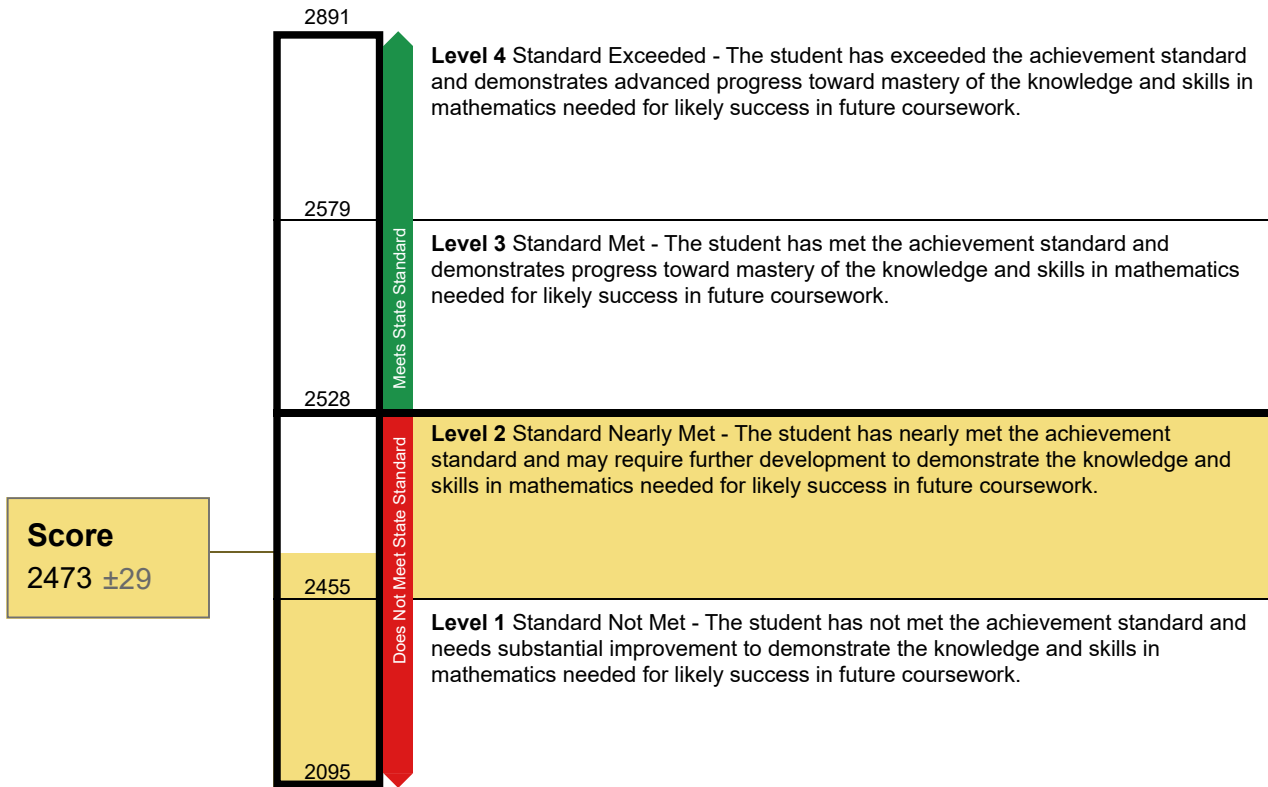 2891
Level 4 Standard Exceeded - The student has exceeded the achievement standard
and demonstrates advanced progress toward mastery of the knowledge and skills in
mathematics needed for likely success in future coursework.
2579
Level 3 Standard Met - The student has met the achievement standard and
demonstrates progress toward mastery of the knowledge and skills in mathematics
needed for likely success in future coursework.
Meets State Standard
2528
Level 2 Standard Nearly Met - The student has nearly met the achievement
standard and may require further development to demonstrate the knowledge and
skills in mathematics needed for likely success in future coursework.
Does Not Meet State Standard
Score
2473 ±29
2455
Level 1 Standard Not Met - The student has not met the achievement standard and
needs substantial improvement to demonstrate the knowledge and skills in
mathematics needed for likely success in future coursework.
2095